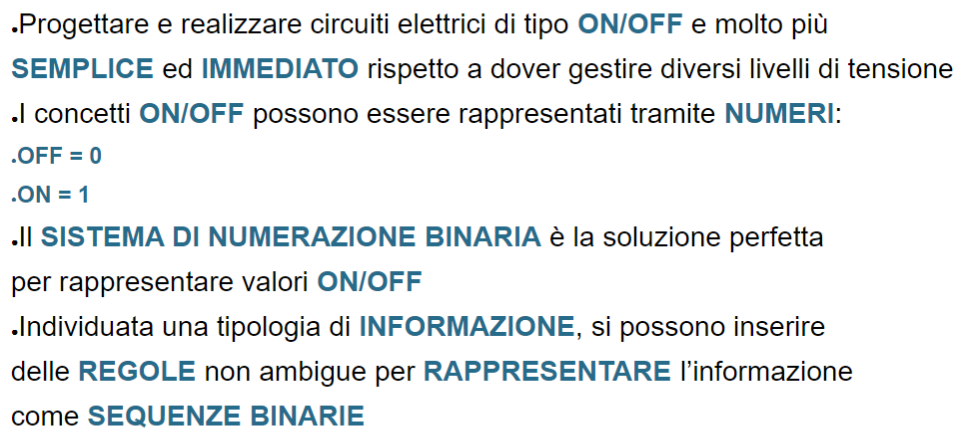 .Progettare e realizzare circuiti elettrici di tipo ON/OFF e molto più
SEMPLICE ed IMMEDIATO rispetto a dover gestire diversi livelli di tensione
.I concetti ON/OFF possono essere rappresentati tramite NUMERI:
.OFF = 0
.ON = 1
.Il SISTEMA DI NUMERAZIONE BINARIA è la soluzione perfetta
per rappresentare valori ON/OFF
.Individuata una tipologia di INFORMAZIONE, si possono inserire
delle REGOLE non ambigue per RAPPRESENTARE l’informazione
come SEQUENZE BINARIE